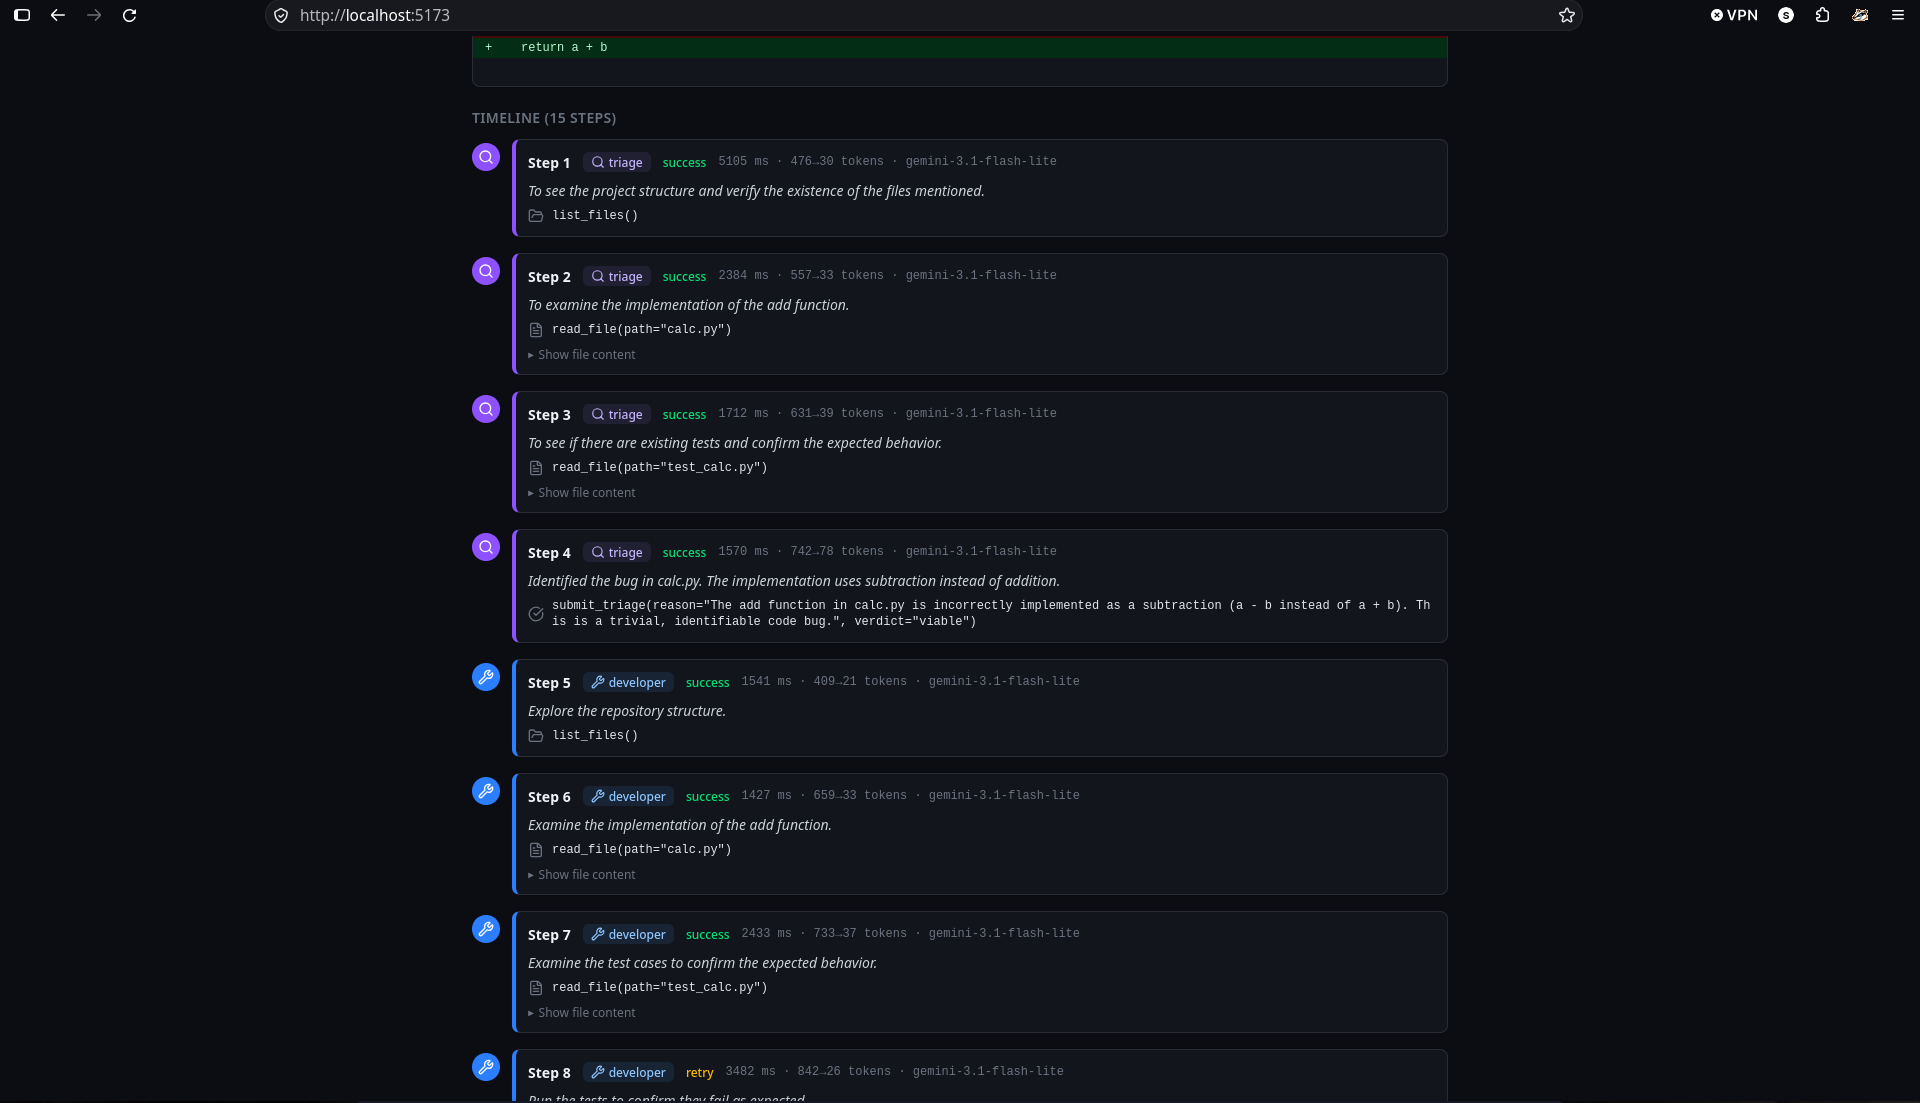 http://localhost:5173
VPN
S
+ return a + b
TIMELINE (15 STEPS)
Step 1 triage success 5105 ms · 476→30 tokens · gemini-3.1-flash-lite
To see the project structure and verify the existence of the files mentioned.
list_files()
Step 2 triage success 2384 ms · 557→33 tokens · gemini-3.1-flash-lite
To examine the implementation of the add function.
read_file(path="calc.py")
▸ Show file content
Step 3 triage success 1712 ms · 631→39 tokens · gemini-3.1-flash-lite
To see if there are existing tests and confirm the expected behavior.
read_file(path="test_calc.py")
▸ Show file content
Step 4 triage success 1570 ms · 742→78 tokens · gemini-3.1-flash-lite
Identified the bug in calc.py. The implementation uses subtraction instead of addition.
submit_triage(reason="The add function in calc.py is incorrectly implemented as a subtraction (a - b instead of a + b). Th
is is a trivial, identifiable code bug.", verdict="viable")
Step 5 developer success 1541 ms · 409→21 tokens · gemini-3.1-flash-lite
Explore the repository structure.
list_files()
Step 6 developer success 1427 ms · 659→33 tokens · gemini-3.1-flash-lite
Examine the implementation of the add function.
read_file(path="calc.py")
▸ Show file content
Step 7 developer success 2433 ms · 733→37 tokens · gemini-3.1-flash-lite
Examine the test cases to confirm the expected behavior.
read_file(path="test_calc.py")
▸ Show file content
Step 8 developer retry 3482 ms · 842→26 tokens · gemini-3.1-flash-lite
Run the tests to confirm they fail as expected.